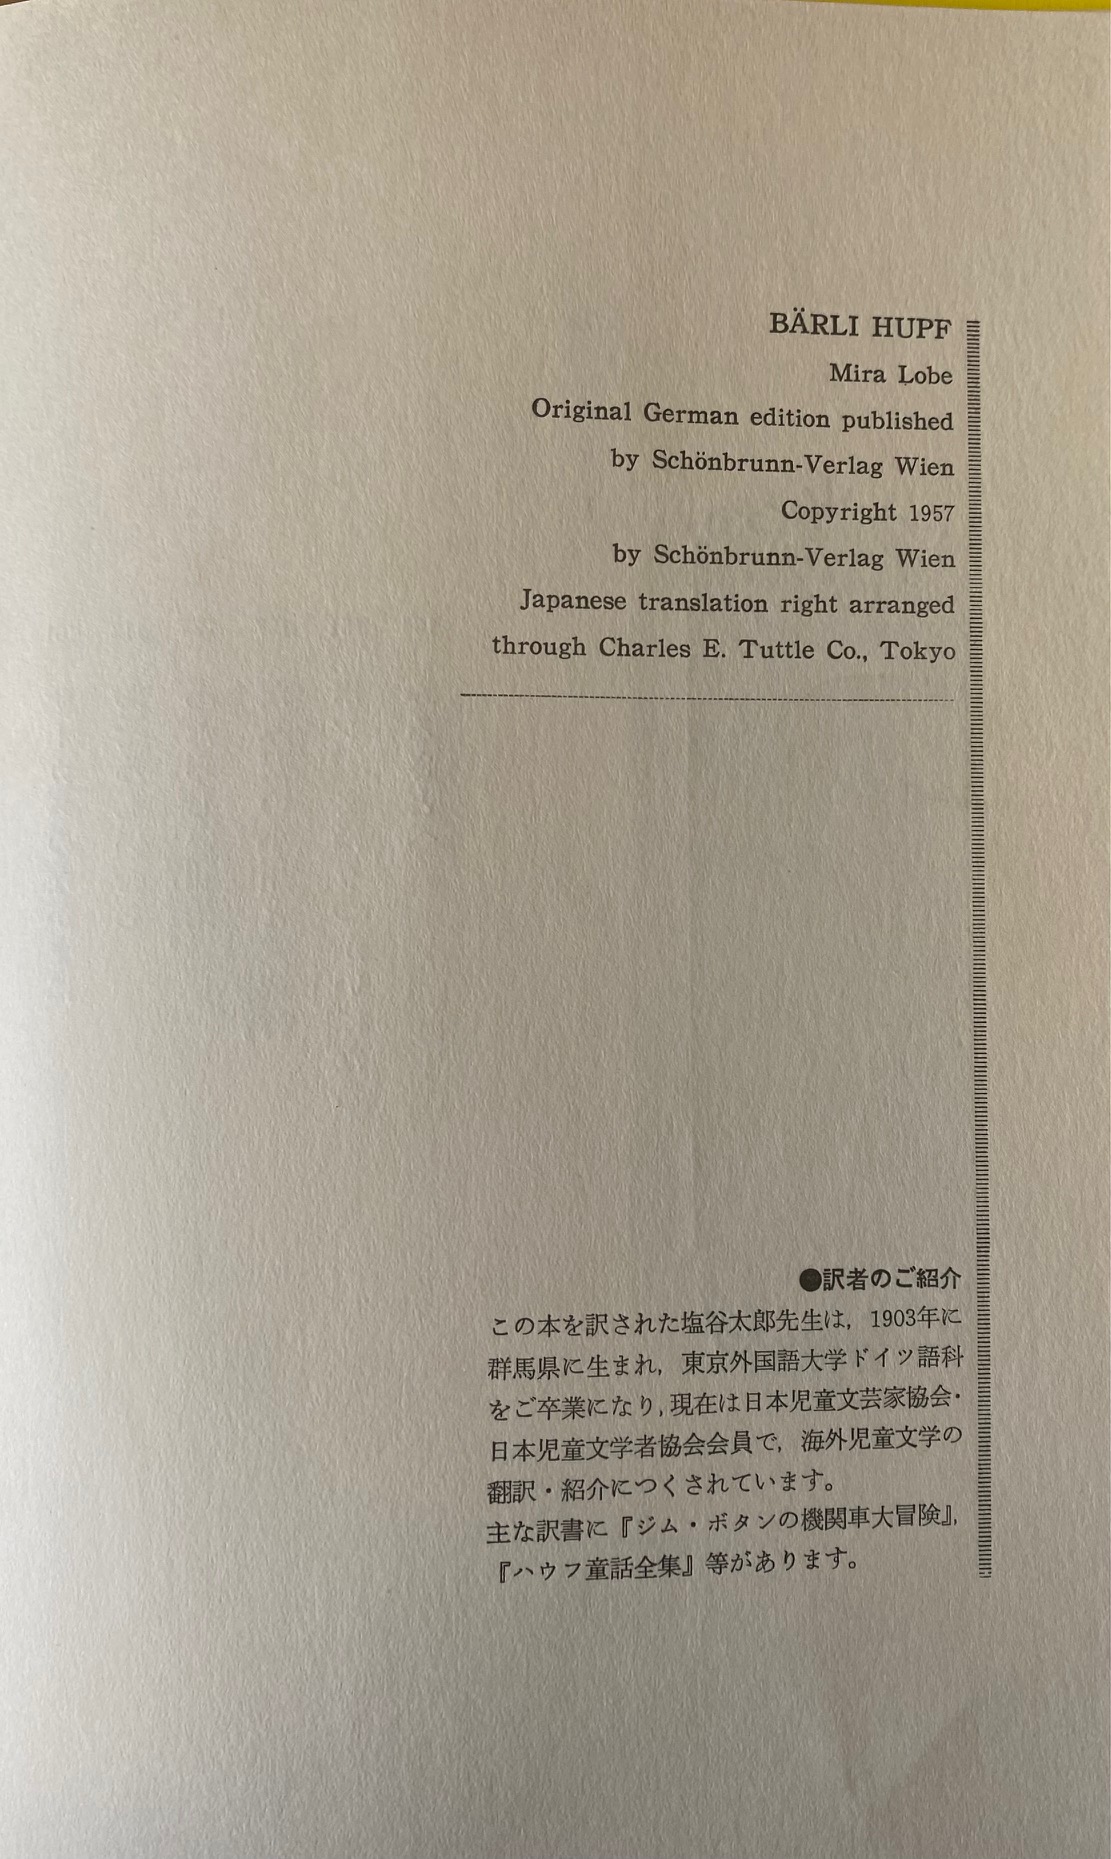 BÄRLI HUPF
Mira Lobe
Original German edition published
by Schönbrunn-Verlag Wien
Copyright 1957
by Schönbrunn-Verlag Wien
Japanese translation right arranged
through Charles E. Tuttle Co., Tokyo
●訳者のご紹介
この本を訳された塩谷太郎先生は，1903年に
群馬県に生まれ，東京外国語大学ドイツ語科
をご卒業になり，現在は日本児童文芸家協会・
日本児童文学者協会会員で，海外児童文学の
翻訳・紹介につくされています。
主な訳書に『ジム・ボタンの機関車大冒険』，
『ハウフ童話全集』等があります。